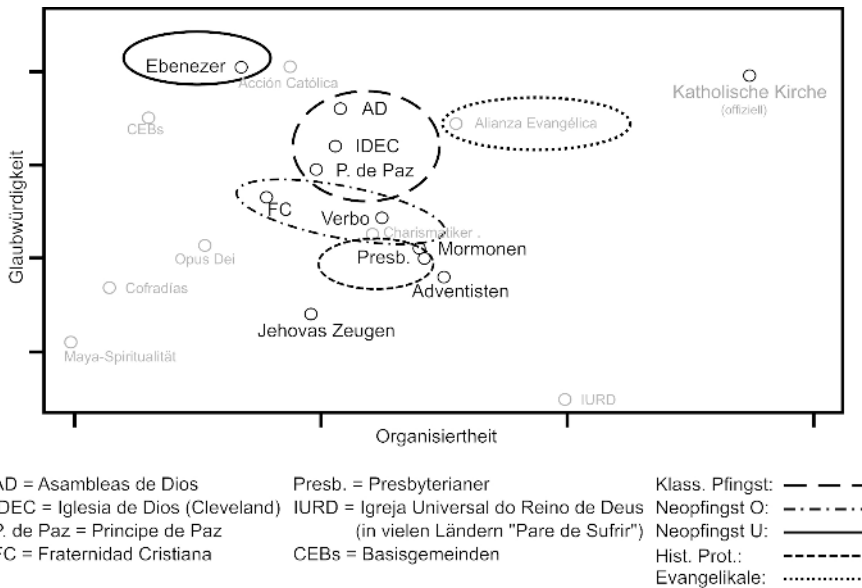 Glaubwürdigkeit
Ebenezer
Acción Católica
Katholische Kirche
(offiziell)
CEBs
AD
Alianza Evangélica
IDEC
P. de Paz
FC
Verbo
Charismatiker .
Opus Dei
Presb.
Mormonen
Cofradías
Adventisten
Jehovas Zeugen
Maya-Spiritualität
IURD
Organisiertheit
AD = Asambleas de Dios
IDEC = Iglesia de Dios (Cleveland)
P. de Paz = Principe de Paz
FC = Fraternidad Cristiana
Presb. = Presbyterianer
IURD = Igreja Universal do Reino de Deus
(in vielen Ländern "Pare de Sufrir")
CEBs = Basisgemeinden
Klass. Pfingst:
Neopfingst O:
Neopfingst U:
Hist. Prot.:
Evangelikale: